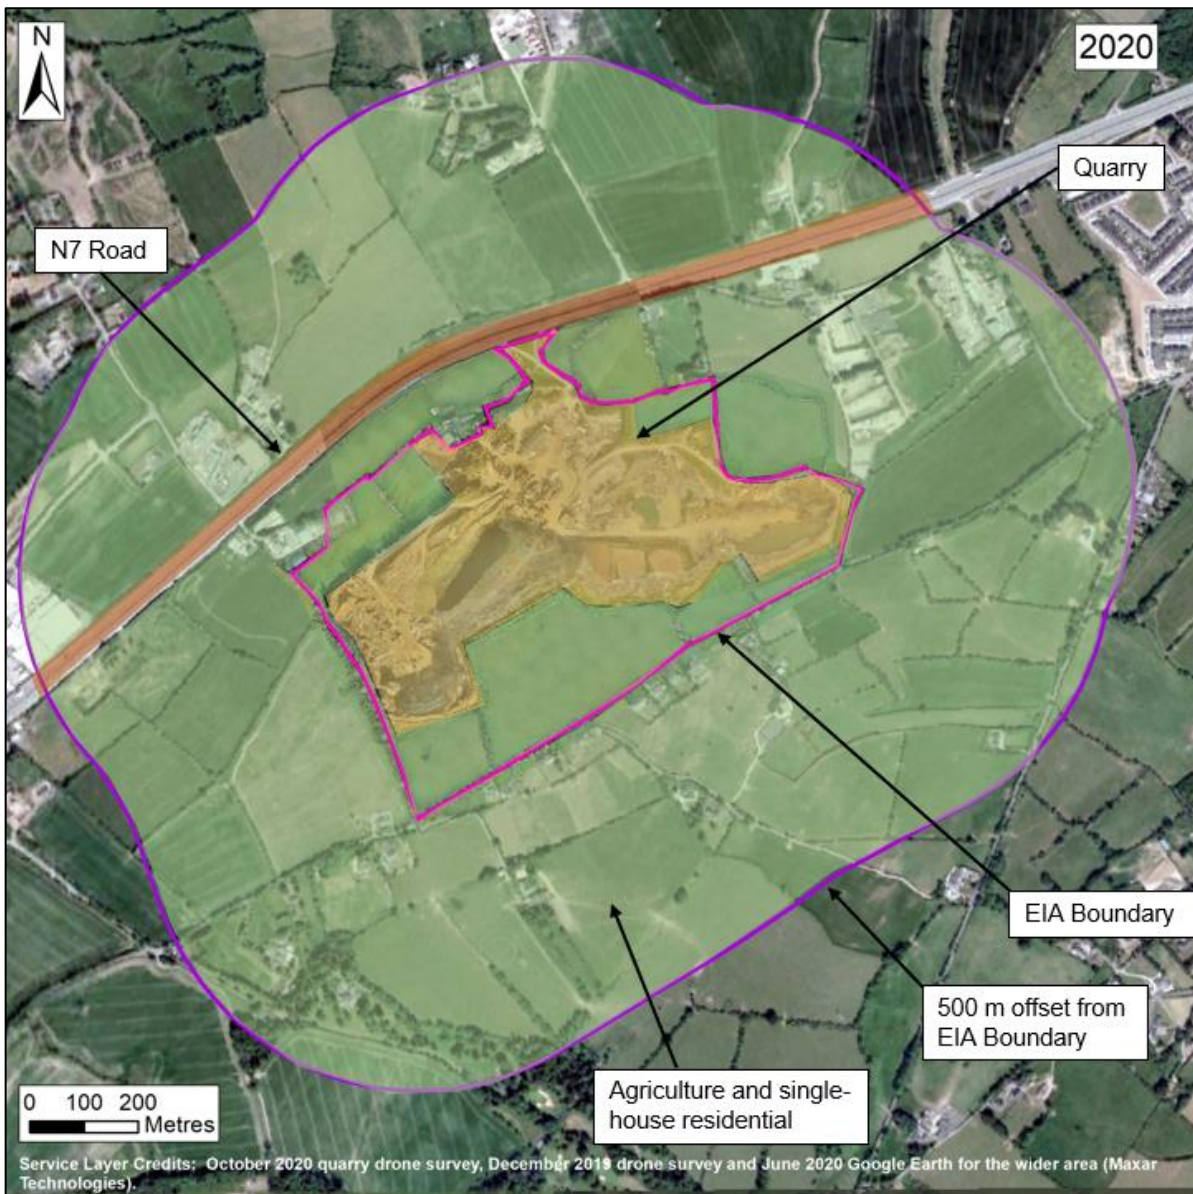 N
2020
Quarry
N7 Road
EIA Boundary
500 m offset from
EIA Boundary
Agriculture and single-
house residential
0 100 200
Metres
Service Layer Credits: October 2020 quarry drone survey, December 2019 drone survey and June 2020 Google Earth for the wider area (Maxar
Technologies).